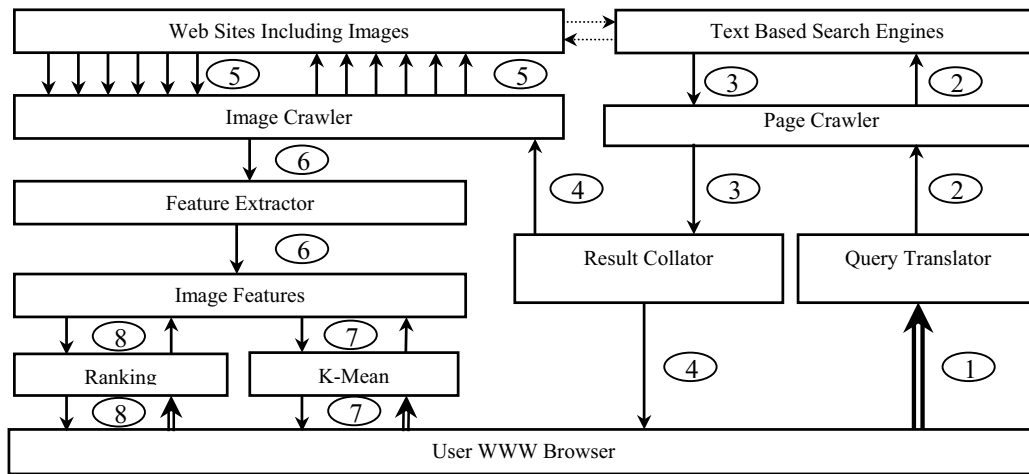 Web Sites Including Images
Text Based Search Engines
5
5
3
2
Image Crawler
Page Crawler
6
4
3
2
Feature Extractor
6
Result Collator
Query Translator
Image Features
8
7
Ranking
K-Mean
4
1
8
7
User WWW Browser